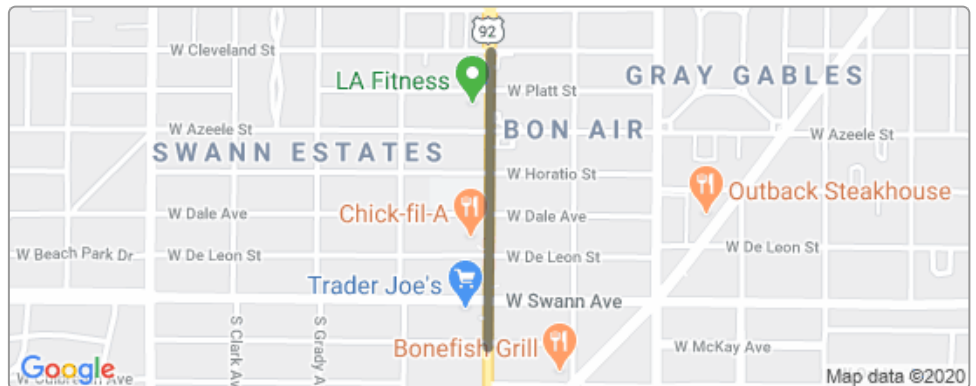 92
W Cleveland St
LA Fitness
GRAY GABLES
W Platt St
W Azeele St
BON AIR
W Azeele St
SWANN ESTATES
W Horatio St
Outback Steakhouse
Chick-fil-A
W Dale Ave
W Dale Ave
W De Leon St
W Beach Park Dr
W De Leon St
W De Leon St
Trader Joe's
W Swann Ave
S Clark Ave
S Grady A
Bonefish Grill
W McKay Ave
Google
Map data ©2020